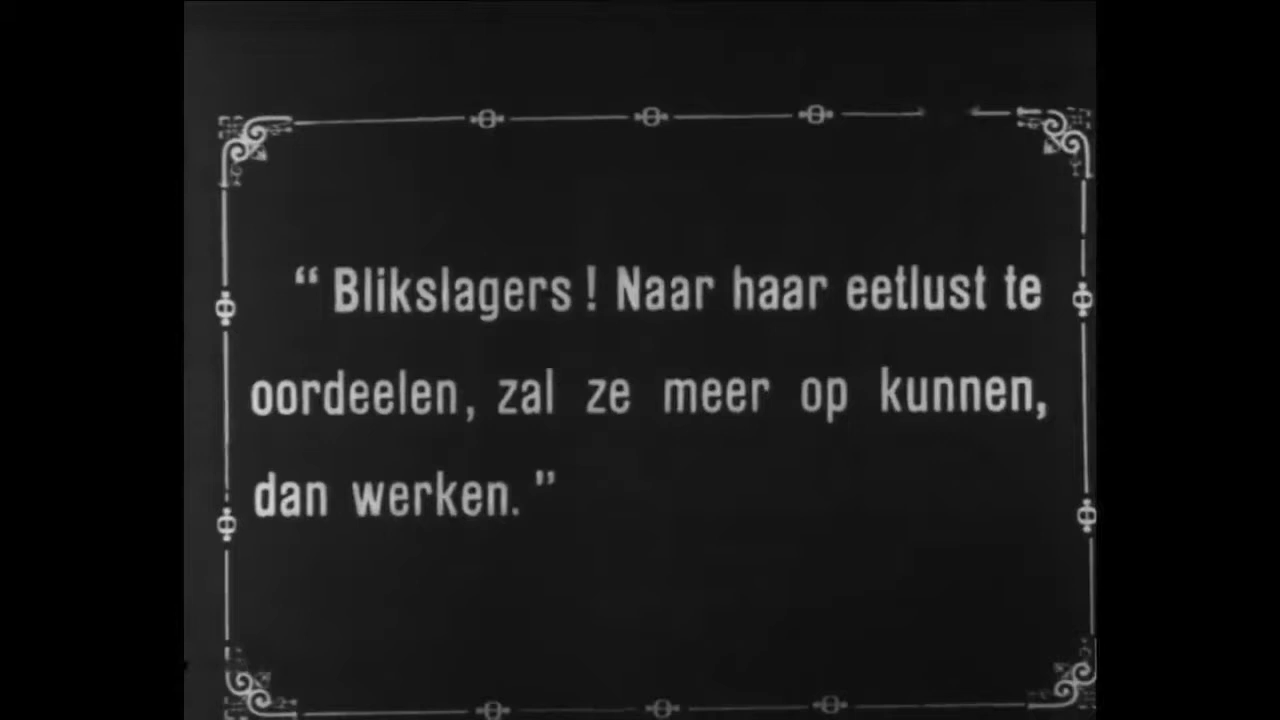 “ Blikslagers ! Naar haar eetlust te
oordeelen, zal ze meer op kunnen,
dan werken. ”